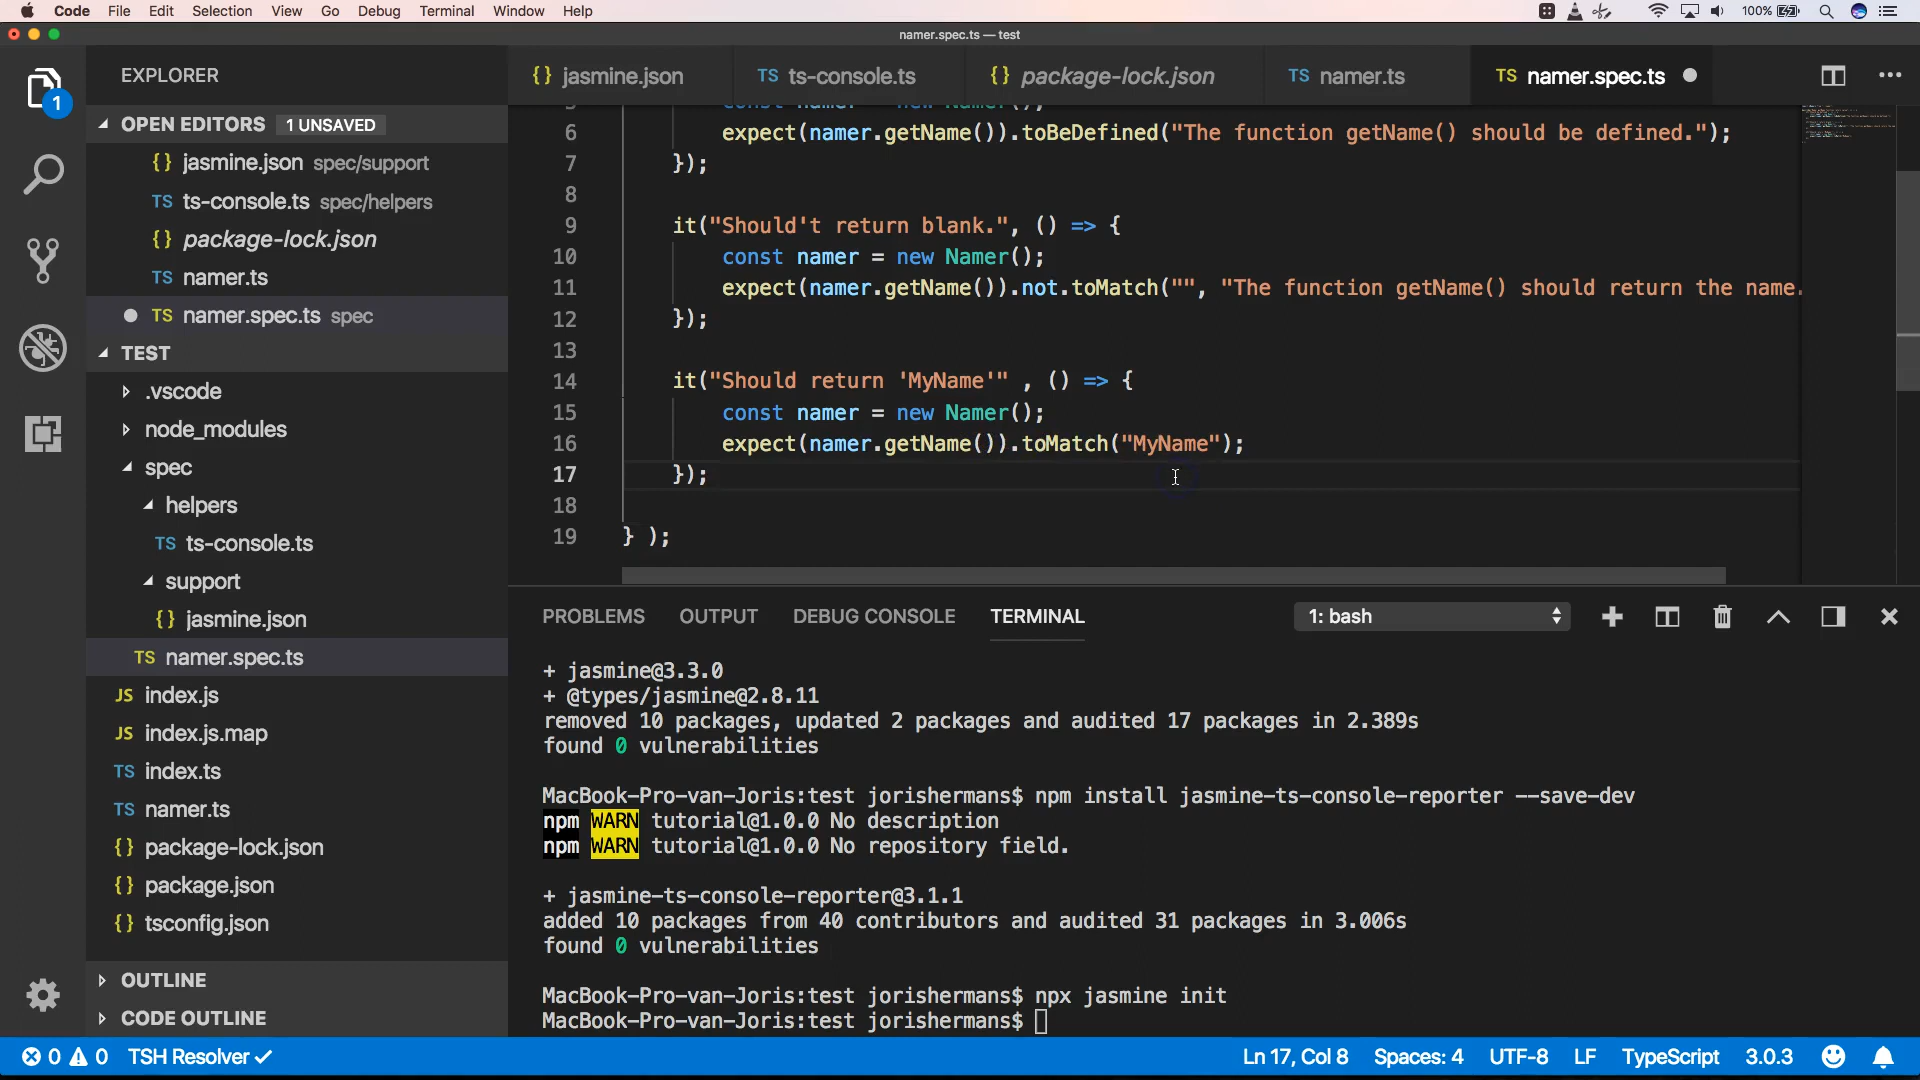 Code File Edit Selection View Go Debug Terminal Window Help 100%
namer.spec.ts — test
EXPLORER
1
OPEN EDITORS 1 UNSAVED
{} jasmine.json spec/support
TS ts-console.ts spec/helpers
{} package-lock.json
TS namer.ts
TS namer.spec.ts spec
TEST
.vscode
node_modules
spec
helpers
TS ts-console.ts
support
{} jasmine.json
TS namer.spec.ts
JS index.js
JS index.js.map
TS index.ts
TS namer.ts
{} package-lock.json
{} package.json
{} tsconfig.json
OUTLINE
CODE OUTLINE
{} jasmine.json TS ts-console.ts {} package-lock.json TS namer.ts TS namer.spec.ts
5 const namer = new Namer();
6 expect(namer.getName()).toBeDefined("The function getName() should be defined.");
7 });
8
9 it("Should't return blank.", () => {
10 const namer = new Namer();
11 expect(namer.getName()).not.toMatch("", "The function getName() should return the name.
12 });
13
14 it("Should return 'MyName'" , () => {
15 const namer = new Namer();
16 expect(namer.getName()).toMatch("MyName");
17 });
18
19 } );
PROBLEMS OUTPUT DEBUG CONSOLE TERMINAL 1: bash
+ jasmine@3.3.0
+ @types/jasmine@2.8.11
removed 10 packages, updated 2 packages and audited 17 packages in 2.389s
found 0 vulnerabilities
MacBook-Pro-van-Joris:test jorishermans$ npm install jasmine-ts-console-reporter --save-dev
npm WARN tutorial@1.0.0 No description
npm WARN tutorial@1.0.0 No repository field.
+ jasmine-ts-console-reporter@3.1.1
added 10 packages from 40 contributors and audited 31 packages in 3.006s
found 0 vulnerabilities
MacBook-Pro-van-Joris:test jorishermans$ npx jasmine init
MacBook-Pro-van-Joris:test jorishermans$
0 0 TSH Resolver Ln 17, Col 8 Spaces: 4 UTF-8 LF TypeScript 3.0.3